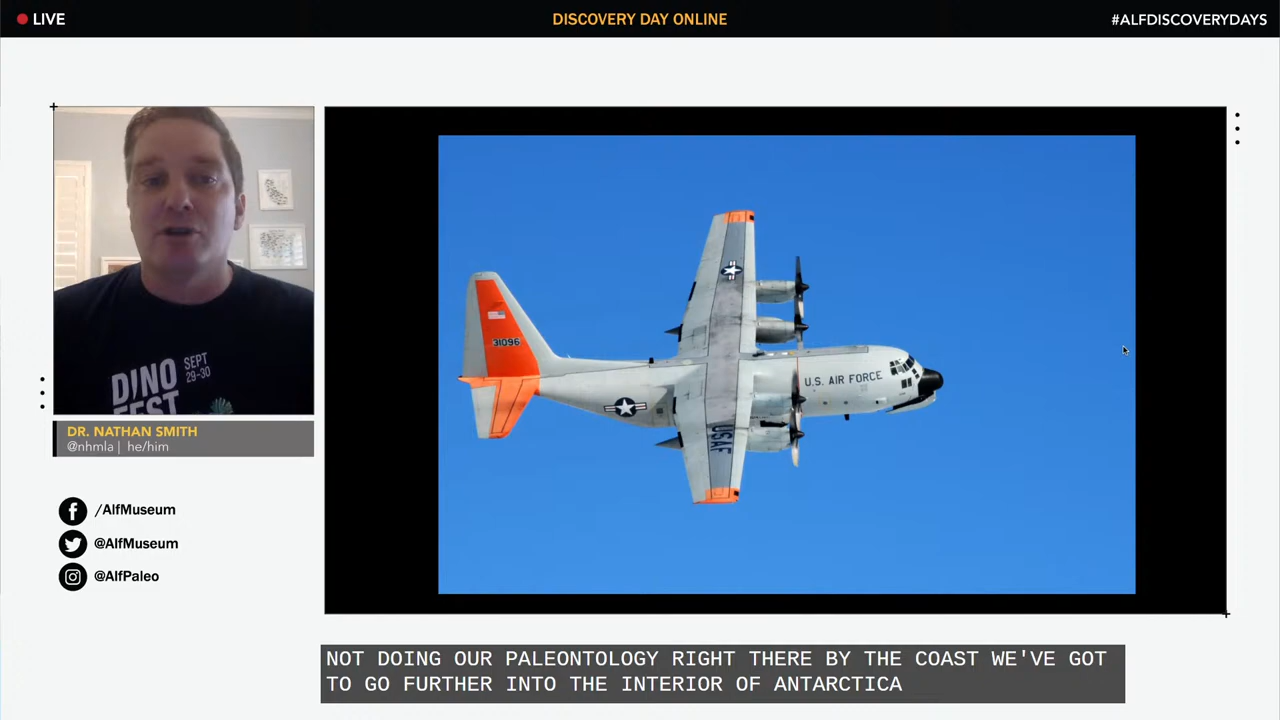 LIVE
DISCOVERY DAY ONLINE
#ALFDISCOVERYDAYS
DINO
FEST
SEPT
29-30
DR. NATHAN SMITH
@nhmla | he/him
/AlfMuseum
@AlfMuseum
@AlfPaleo
31096
U.S. AIR FORCE
USAF
NOT DOING OUR PALEONTOLOGY RIGHT THERE BY THE COAST WE'VE GOT
TO GO FURTHER INTO THE INTERIOR OF ANTARCTICA